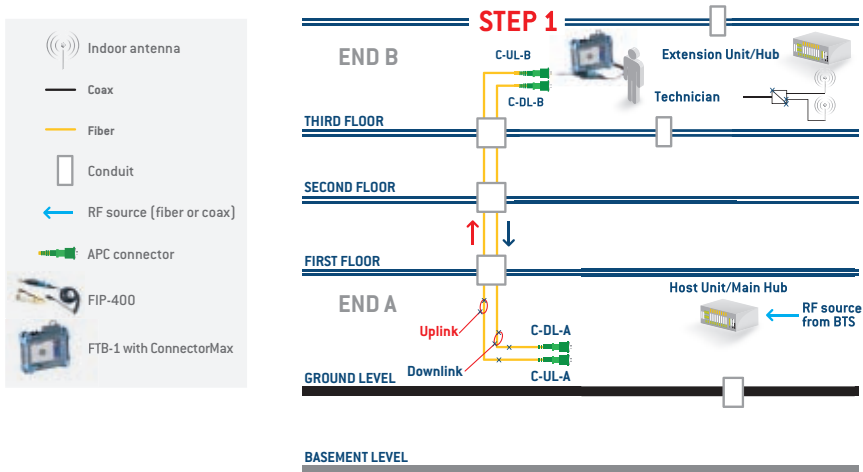 Indoor antenna
Coax
Fiber
Conduit
RF source (fiber or coax)
APC connector
FIP-400
FTB-1 with ConnectorMax
STEP 1
END B
C-UL-B
C-DL-B
Extension Unit/Hub
Technician
THIRD FLOOR
SECOND FLOOR
FIRST FLOOR
END A
Uplink
Downlink
C-DL-A
C-UL-A
Host Unit/Main Hub
RF source
from BTS
GROUND LEVEL
BASEMENT LEVEL